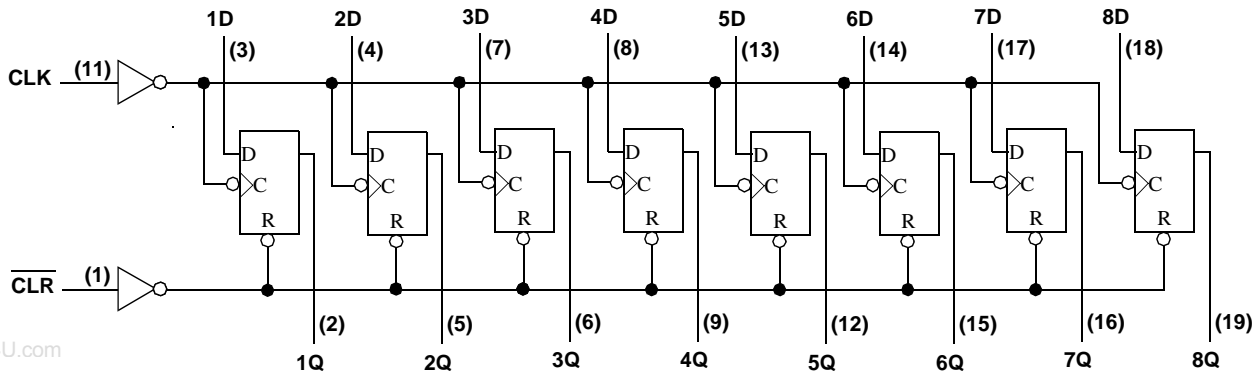 1D 2D 3D 4D 5D 6D 7D 8D
(3) (4) (7) (8) (13) (14) (17) (18)
CLK (11)
D D D D D D D D
C C C C C C C C
R R R R R R R R
CLR (1)
(2) (5) (6) (9) (12) (15) (16) (19)
U.com
1Q 2Q 3Q 4Q 5Q 6Q 7Q 8Q